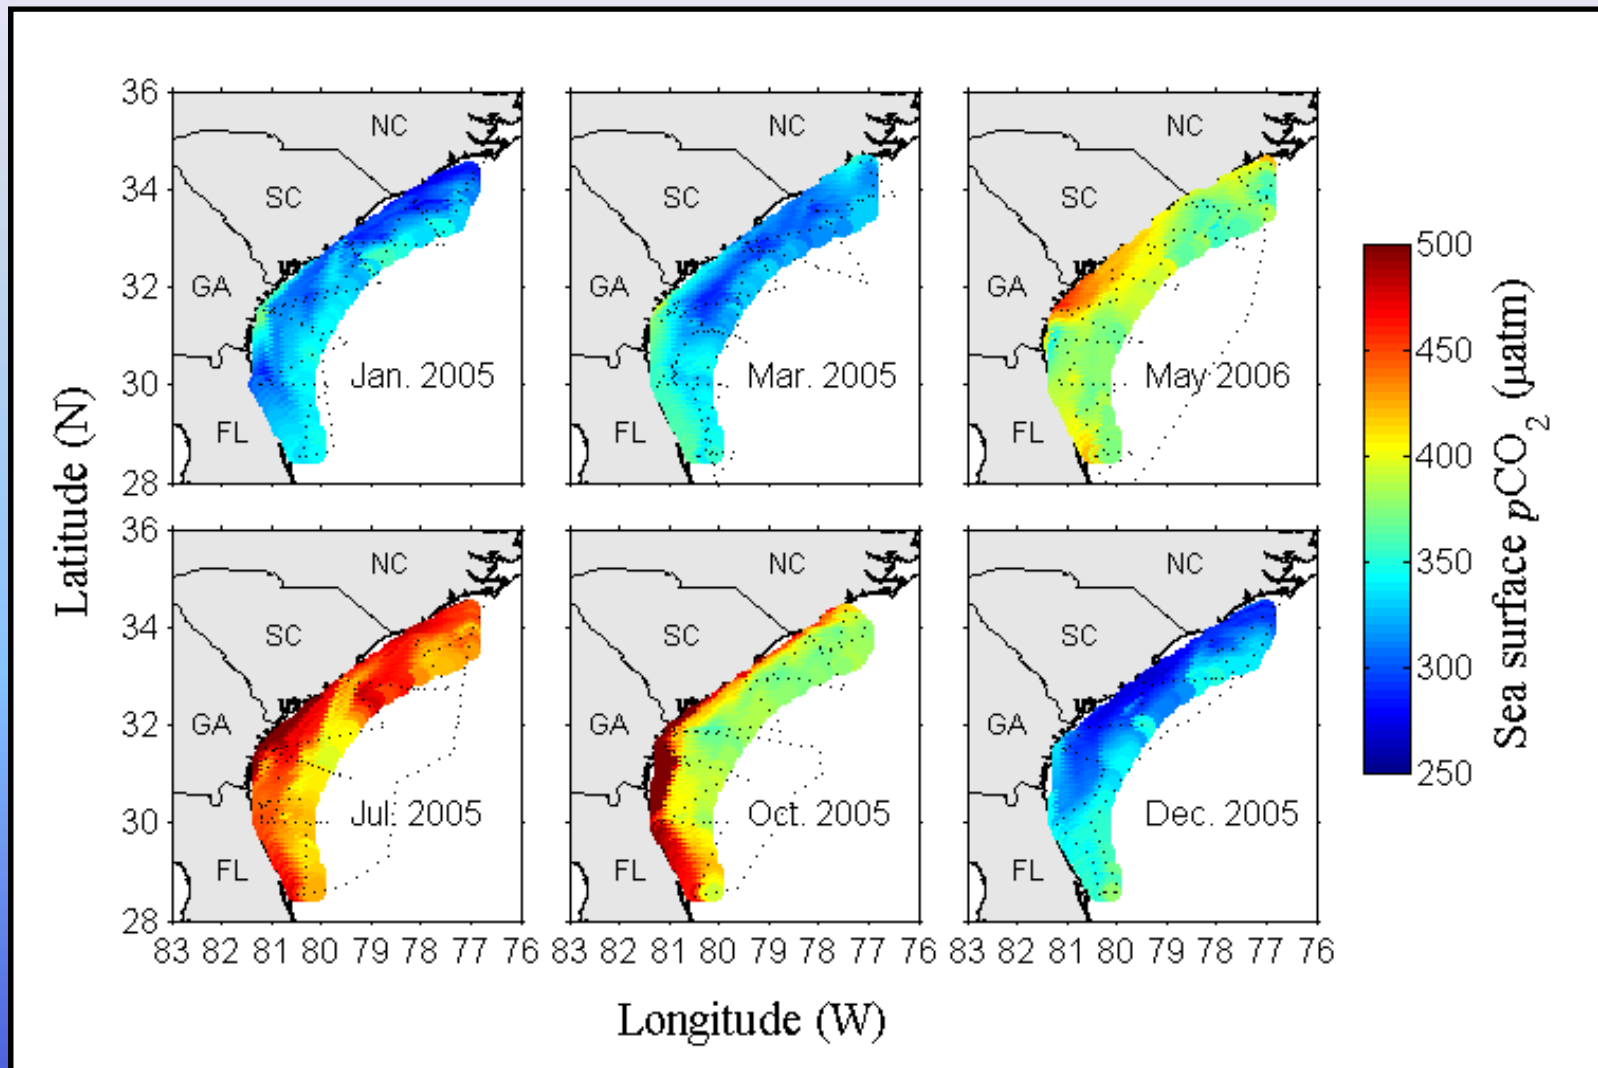 36
34
32
30
28
NC
SC
GA
FL
Jan. 2005
NC
SC
GA
FL
Mar. 2005
NC
SC
GA
FL
May 2006
36
34
32
30
28
NC
SC
GA
FL
Jul. 2005
NC
SC
GA
FL
Oct. 2005
NC
SC
GA
FL
Dec. 2005
83 82 81 80 79 78 77 76
83 82 81 80 79 78 77 76
83 82 81 80 79 78 77 76
Latitude (N)
Longitude (W)
500
450
400
350
300
250
Sea surface pCO₂ (µatm)